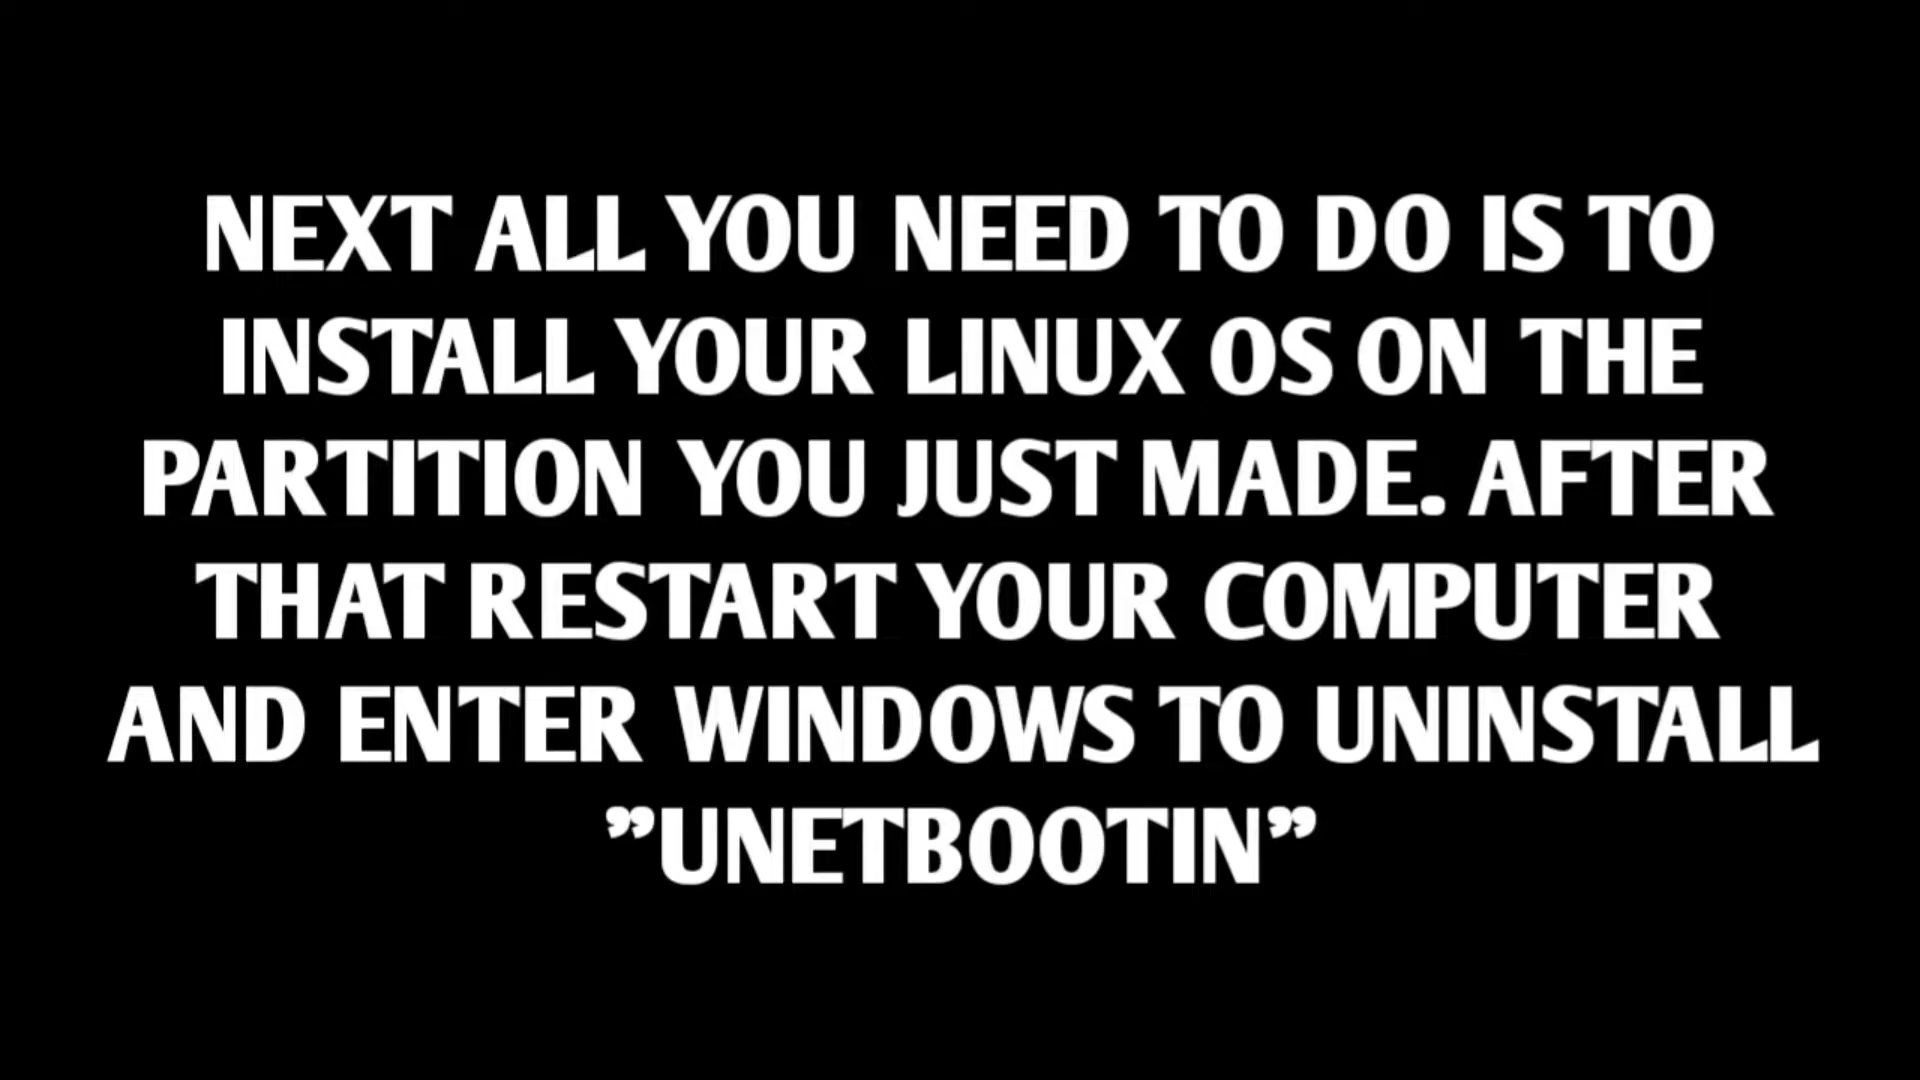 NEXT ALL YOU NEED TO DO IS TO
INSTALL YOUR LINUX OS ON THE
PARTITION YOU JUST MADE. AFTER
THAT RESTART YOUR COMPUTER
AND ENTER WINDOWS TO UNINSTALL
”UNETBOOTIN”